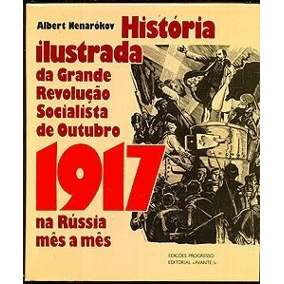 Albert Nenarókov
História
ilustrada
da Grande
Revolução
Socialista
de Outubro
1917
na Rússia
mês a mês
EDIÇÕES PROGRESSO
EDITORIAL «AVANTE!»